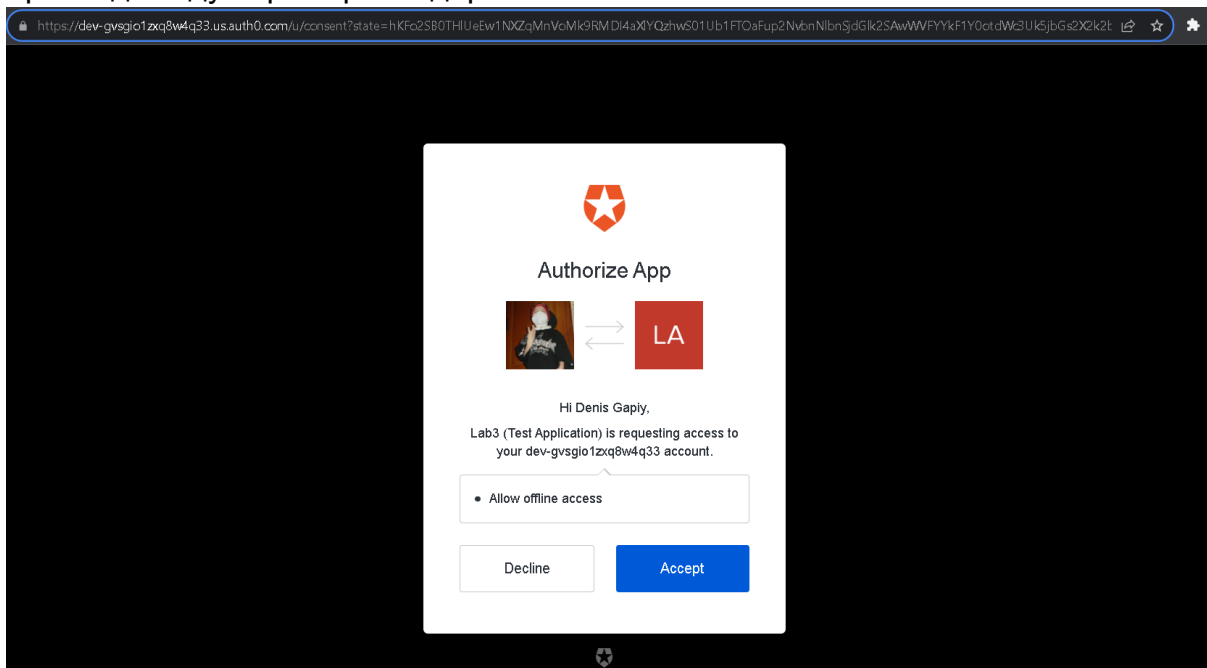 https://dev-gvsgio1zxq8w4q33.us.auth0.com/u/consent?state=
Authorize App
LA
Hi Denis Gapiy,
Lab3 (Test Application) is requesting access to
your dev-gvsgio1zxq8w4q33 account.
• Allow offline access
Decline
Accept